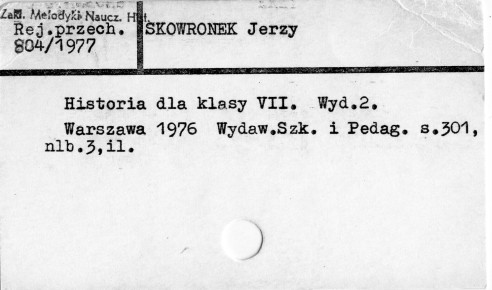 Zakł. Metodyki Naucz. Hist.
Rej.przech.
804/1977
SKOWRONEK Jerzy
Historia dla klasy VII. Wyd.2.
Warszawa 1976 Wydaw.Szk. i Pedag. s.301,
nlb.3,il.